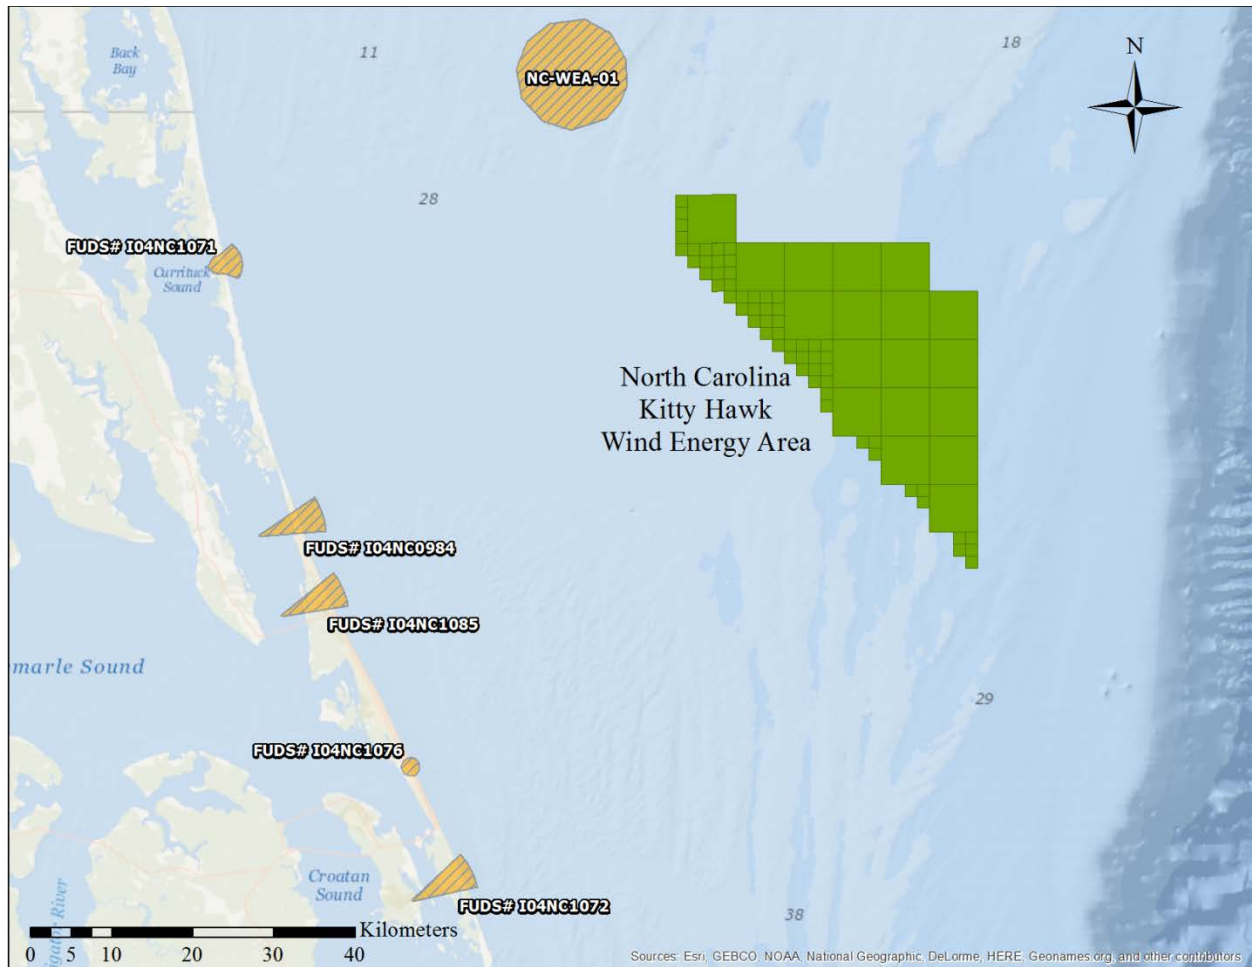 Back
Bay
11
NC-WEA-01
18
N
28
FUDS# I04NC1071
Currituck
Sound
North Carolina
Kitty Hawk
Wind Energy Area
FUDS# I04NC0984
FUDS# I04NC1085
marle Sound
29
FUDS# I04NC1076
Croatan
Sound
FUDS# I04NC1072
38
gator River
Kilometers
0 5 10 20 30 40
Sources: Esri, GEBCO, NOAA, National Geographic, DeLorme, HERE, Geonames.org, and other contributors